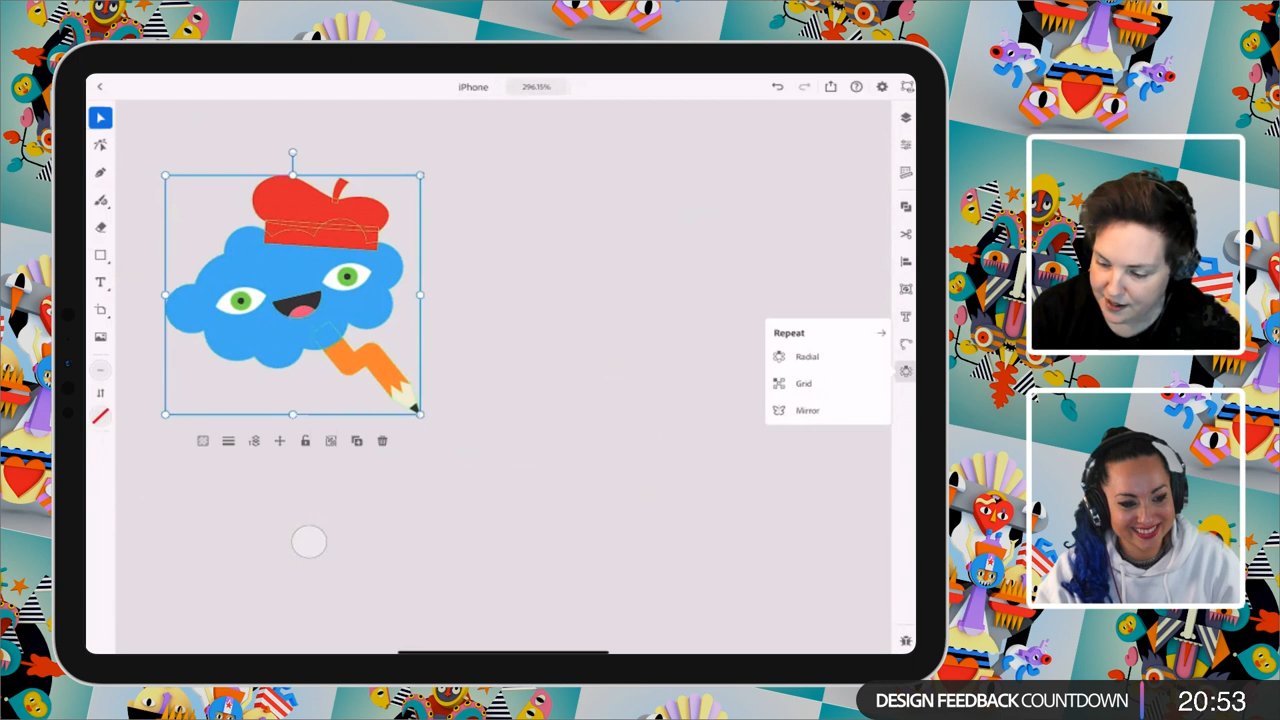 iPhone
296.15%
Repeat
Radial
Grid
Mirror
DESIGN FEEDBACK COUNTDOWN
20:53